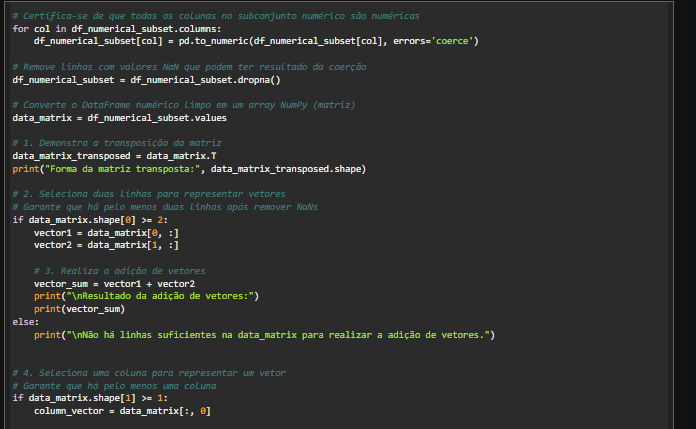 # Certifica-se de que todas as colunas no subconjunto numérico são numéricas
for col in df_numerical_subset.columns:
    df_numerical_subset[col] = pd.to_numeric(df_numerical_subset[col], errors='coerce')
# Remove linhas com valores NaN que podem ter resultado da coerção
df_numerical_subset = df_numerical_subset.dropna()
# Converte o DataFrame numérico limpo em um array NumPy (matriz)
data_matrix = df_numerical_subset.values
# 1. Demonstra a transposição da matriz
data_matrix_transposed = data_matrix.T
print("Forma da matriz transposta:", data_matrix_transposed.shape)
# 2. Seleciona duas linhas para representar vetores
# Garante que há pelo menos duas linhas após remover NaNs
if data_matrix.shape[0] >= 2:
    vector1 = data_matrix[0, :]
    vector2 = data_matrix[1, :]
    # 3. Realiza a adição de vetores
    vector_sum = vector1 + vector2
    print("\nResultado da adição de vetores:")
    print(vector_sum)
else:
    print("\nNão há linhas suficientes na data_matrix para realizar a adição de vetores.")
# 4. Seleciona uma coluna para representar um vetor
# Garante que há pelo menos uma coluna
if data_matrix.shape[1] >= 1:
    column_vector = data_matrix[:, 0]